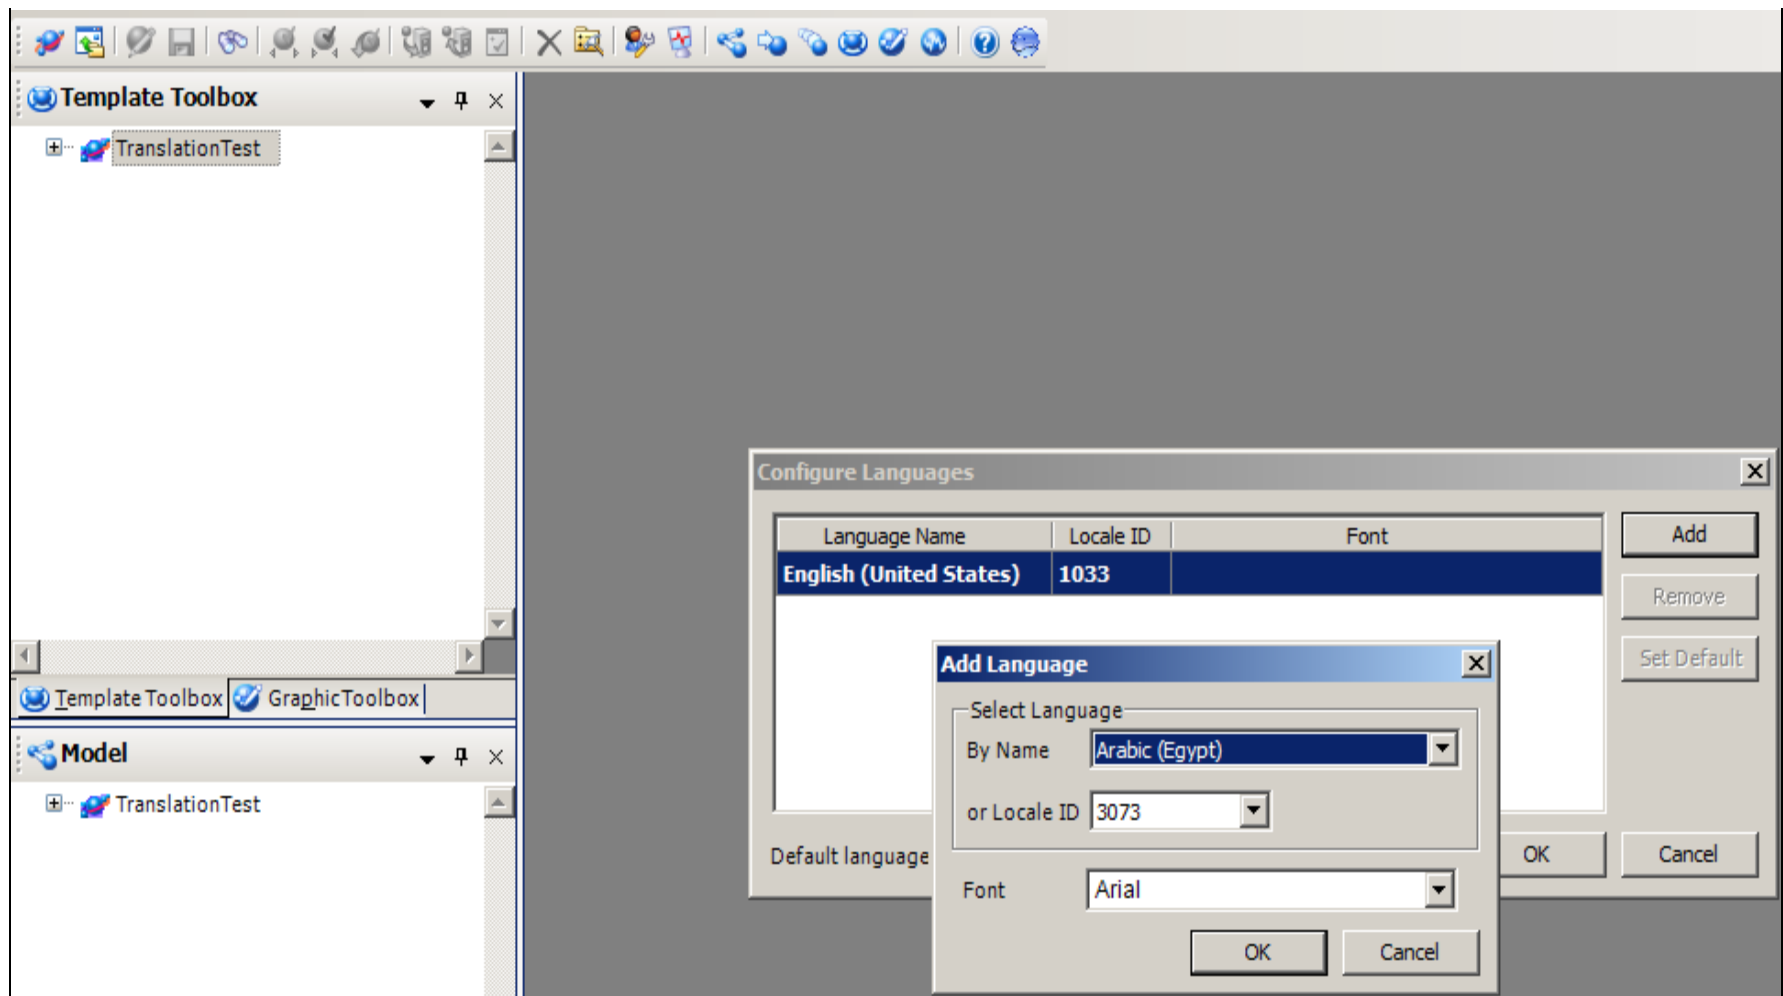 Template Toolbox
TranslationTest
Template Toolbox GraphicToolbox
Model
TranslationTest
Configure Languages
Language Name Locale ID Font
English (United States) 1033
Add
Remove
Set Default
Default language
OK Cancel
Add Language
Select Language
By Name Arabic (Egypt)
or Locale ID 3073
Font Arial
OK Cancel